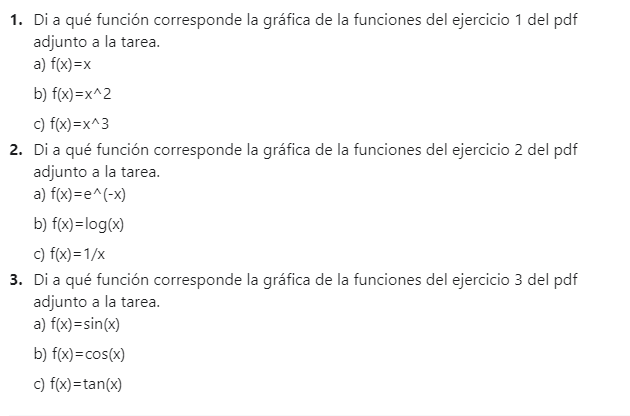 1. Di a qué función corresponde la gráfica de la funciones del ejercicio 1 del pdf
adjunto a la tarea.
a) f(x)=x
b) f(x)=x^2
c) f(x)=x^3
2. Di a qué función corresponde la gráfica de la funciones del ejercicio 2 del pdf
adjunto a la tarea.
a) f(x)=e^(-x)
b) f(x)=log(x)
c) f(x)=1/x
3. Di a qué función corresponde la gráfica de la funciones del ejercicio 3 del pdf
adjunto a la tarea.
a) f(x)=sin(x)
b) f(x)=cos(x)
c) f(x)=tan(x)